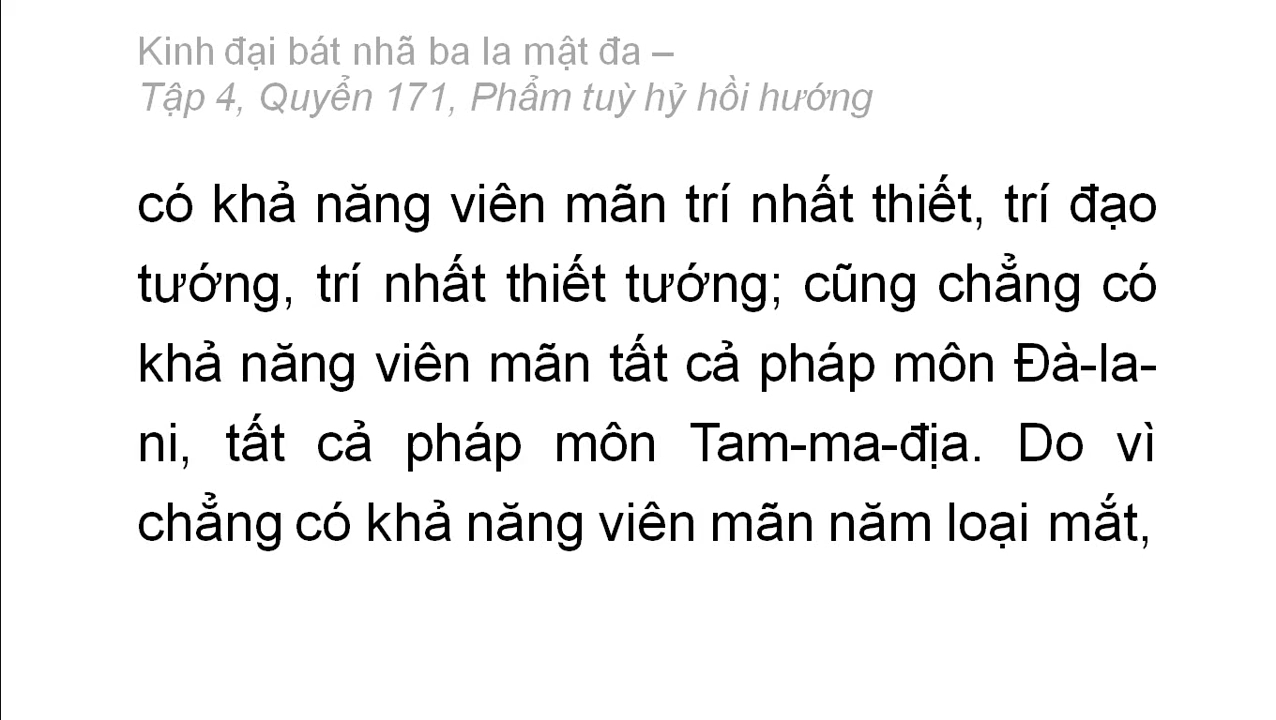 Kinh đại bát nhã ba la mật đa –
Tập 4, Quyển 171, Phẩm tuỳ hỷ hồi hướng
có khả năng viên mãn trí nhất thiết, trí đạo
tướng, trí nhất thiết tướng; cũng chẳng có
khả năng viên mãn tất cả pháp môn Đà-la-
ni, tất cả pháp môn Tam-ma-địa. Do vì
chẳng có khả năng viên mãn năm loại mắt,